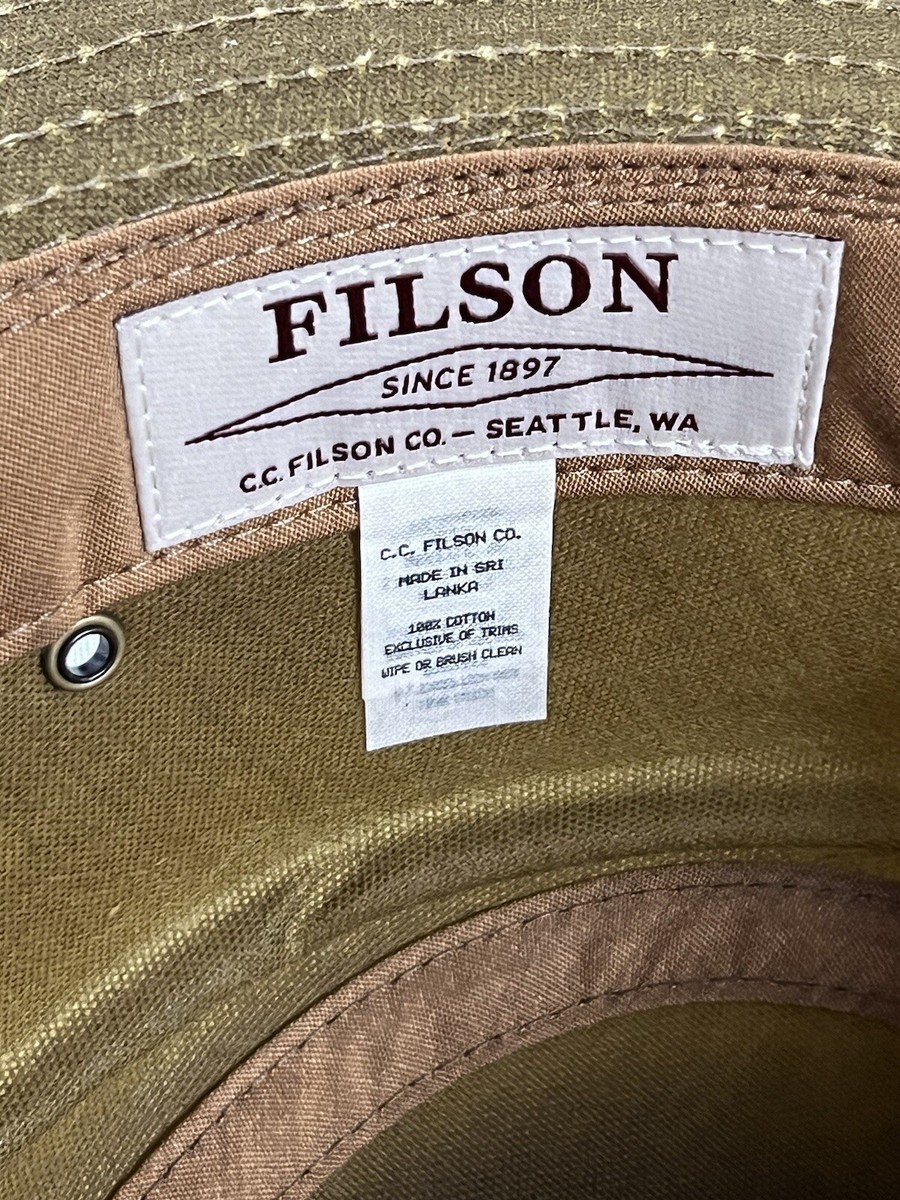 FILSON
SINCE 1897
C.C. FILSON CO. — SEATTLE, WA
C.C. FILSON CO.
MADE IN SRI
LANKA
100% COTTON
EXCLUSIVE OF TRIMS
WIPE OR BRUSH CLEAN